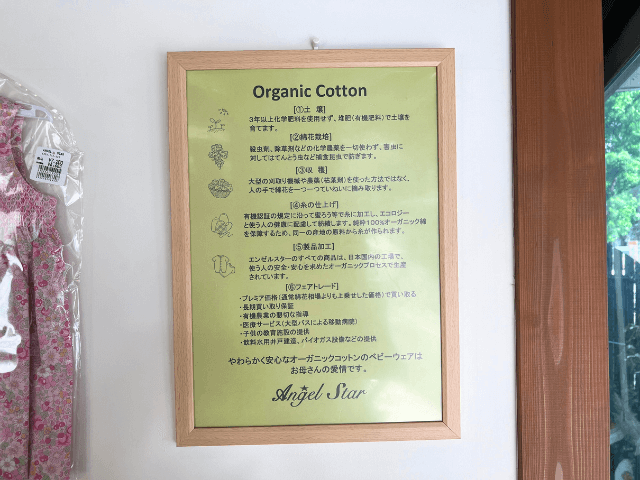 Organic Cotton
[①土 壌]
3年以上化学肥料を使用せず、堆肥(有機肥料)で土壌を
育てます。
[②綿花栽培]
殺虫剤、除草剤などの化学農薬を一切使わず、害虫に
対してはてんとう虫など捕食昆虫で防ぎます。
[③収 穫]
大型の刈取り機械や農薬(枯葉剤)を使った方法ではなく、
人の手で綿花を一つ一つていねいに摘み取ります。
[④糸の仕上げ]
有機認証の規定に沿って蜜ろう等で糸に加工し、エコロジー
と使う人の健康に配慮して紡績します。純粋100%オーガニック綿
を保障するため、同一の産地の原料から糸が作られます。
[⑤製品加工]
エンゼルスターのすべての商品は、日本国内の工場で、
使う人の安全・安心を求めたオーガニックプロセスで生産
されています。
[⑥フェアトレード]
・プレミア価格(通常綿花相場よりも上乗せした価格)で買い取る
・長期買い取り保証
・有機農業の懇切な指導
・医療サービス(大型バスによる移動病院)
・子供の教育施設の提供
・飲料水用井戸建造、バイオガス設備などの提供
やわらかく安心なオーガニックコットンのベビーウェアは
お母さんの愛情です。
Angel Star